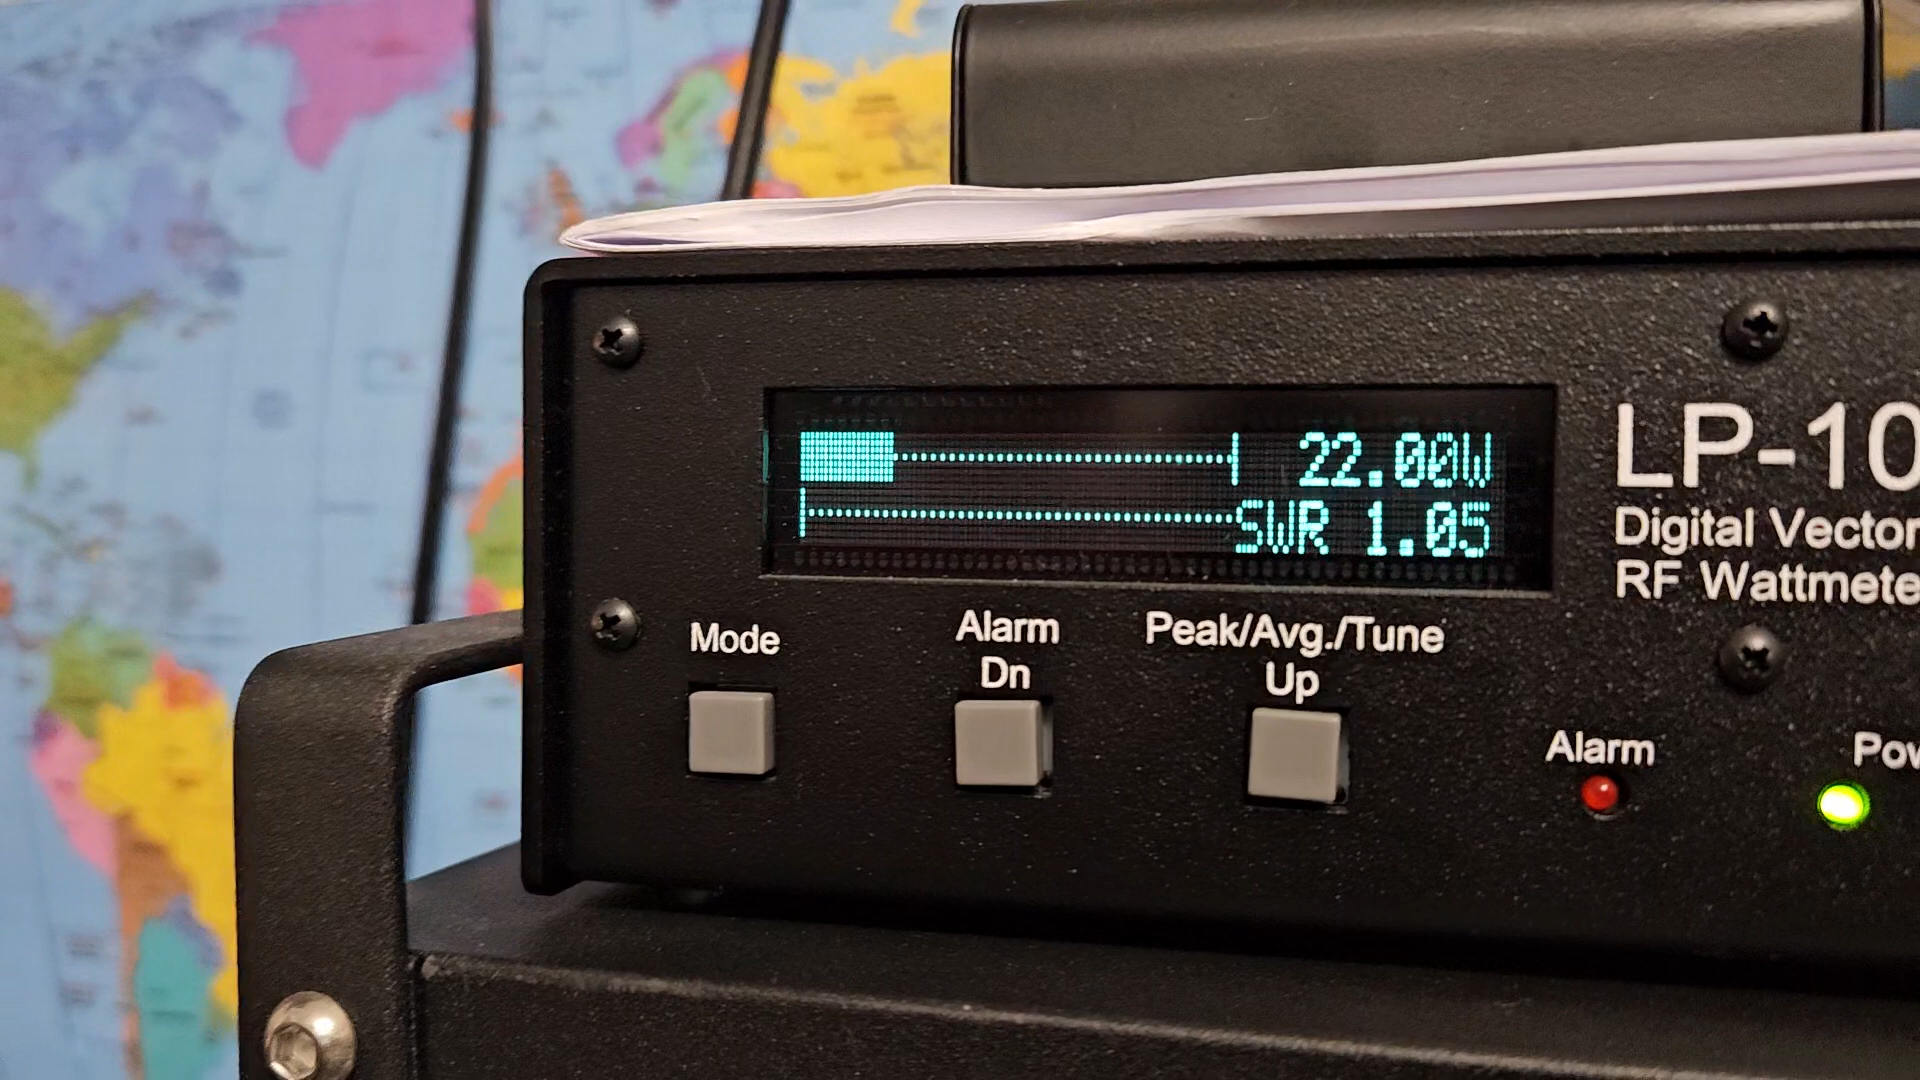 22.00W
SWR 1.05
LP-10
Digital Vector
RF Wattmete
Mode
Alarm
Dn
Peak/Avg./Tune
Up
Alarm
Pow